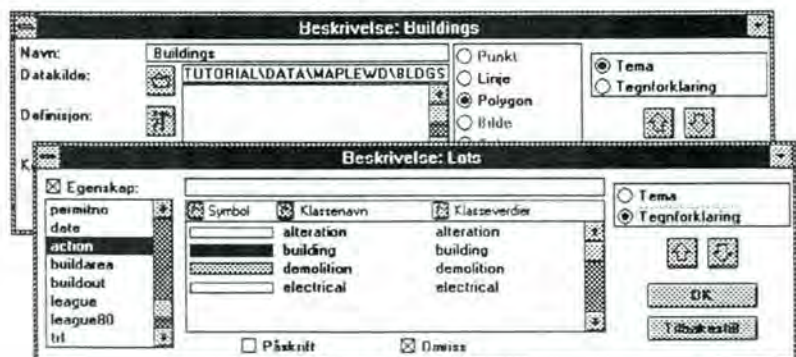 Beskrivelse: Buildings
Navn:
Buildings
Datakilde:
TUTORIAL\DATA\MAPLEWD\BLDGS
Definisjon:
Punkt
Linje
Polygon
Bilde
Tema
Tegnforklaring
Beskrivelse: Lots
Egenskap:
permitno
date
action
buildarea
buildout
league
league80
Symbol Klassenavn Klasseverdier
alteration alteration
building building
demolition demolition
electrical electrical
Påskrift
Omriss
Tema
Tegnforklaring
OK
Tilbakestill